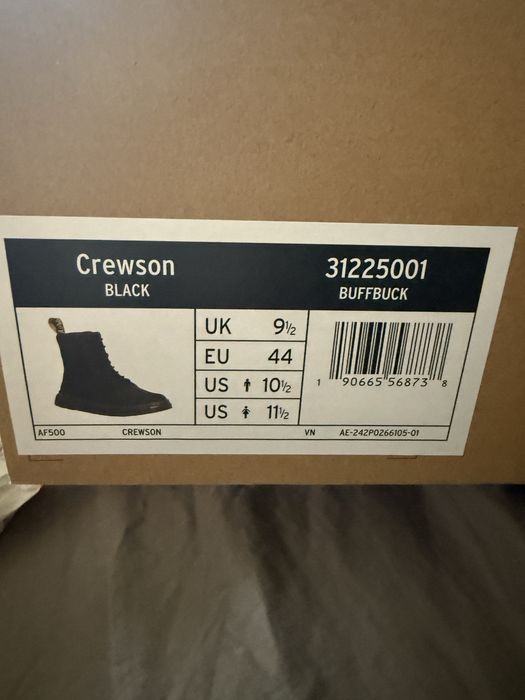 Crewson
BLACK
31225001
BUFFBUCK
UK 9½
EU 44
US 10½
US 11½
1 90665 56873 8
AF500 CREWSON VN AE-242P0266105-01